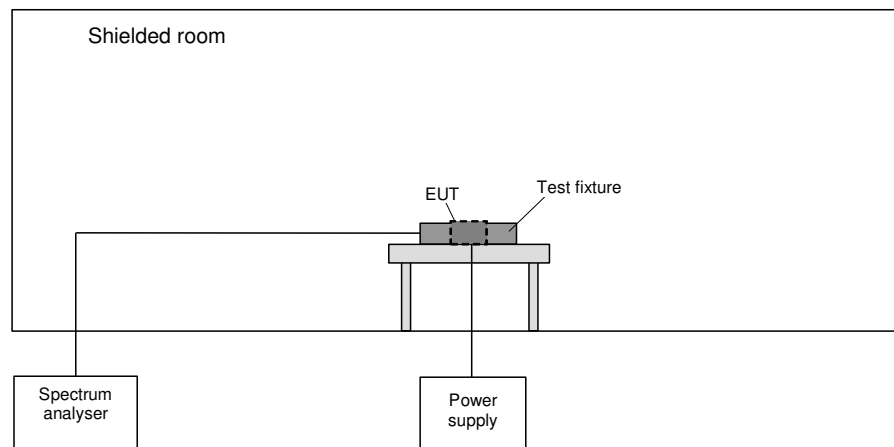 Shielded room
EUT
Test fixture
Spectrum
analyser
Power
supply